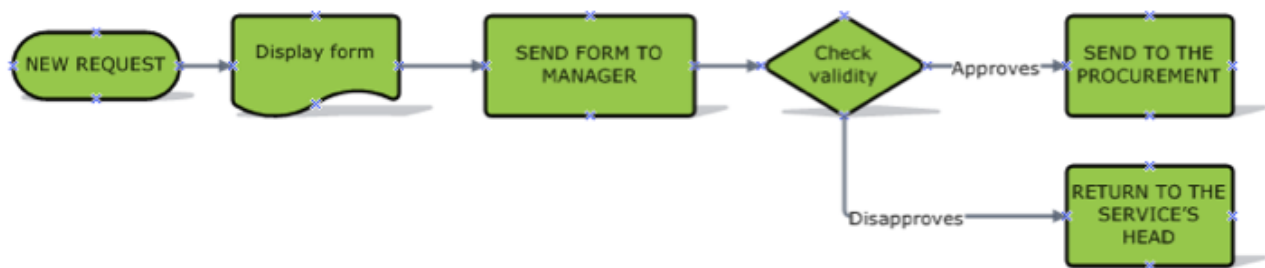 NEW REQUEST
Display form
SEND FORM TO
MANAGER
Check
validity
Approves
SEND TO THE
PROCUREMENT
Disapproves
RETURN TO THE
SERVICE'S
HEAD